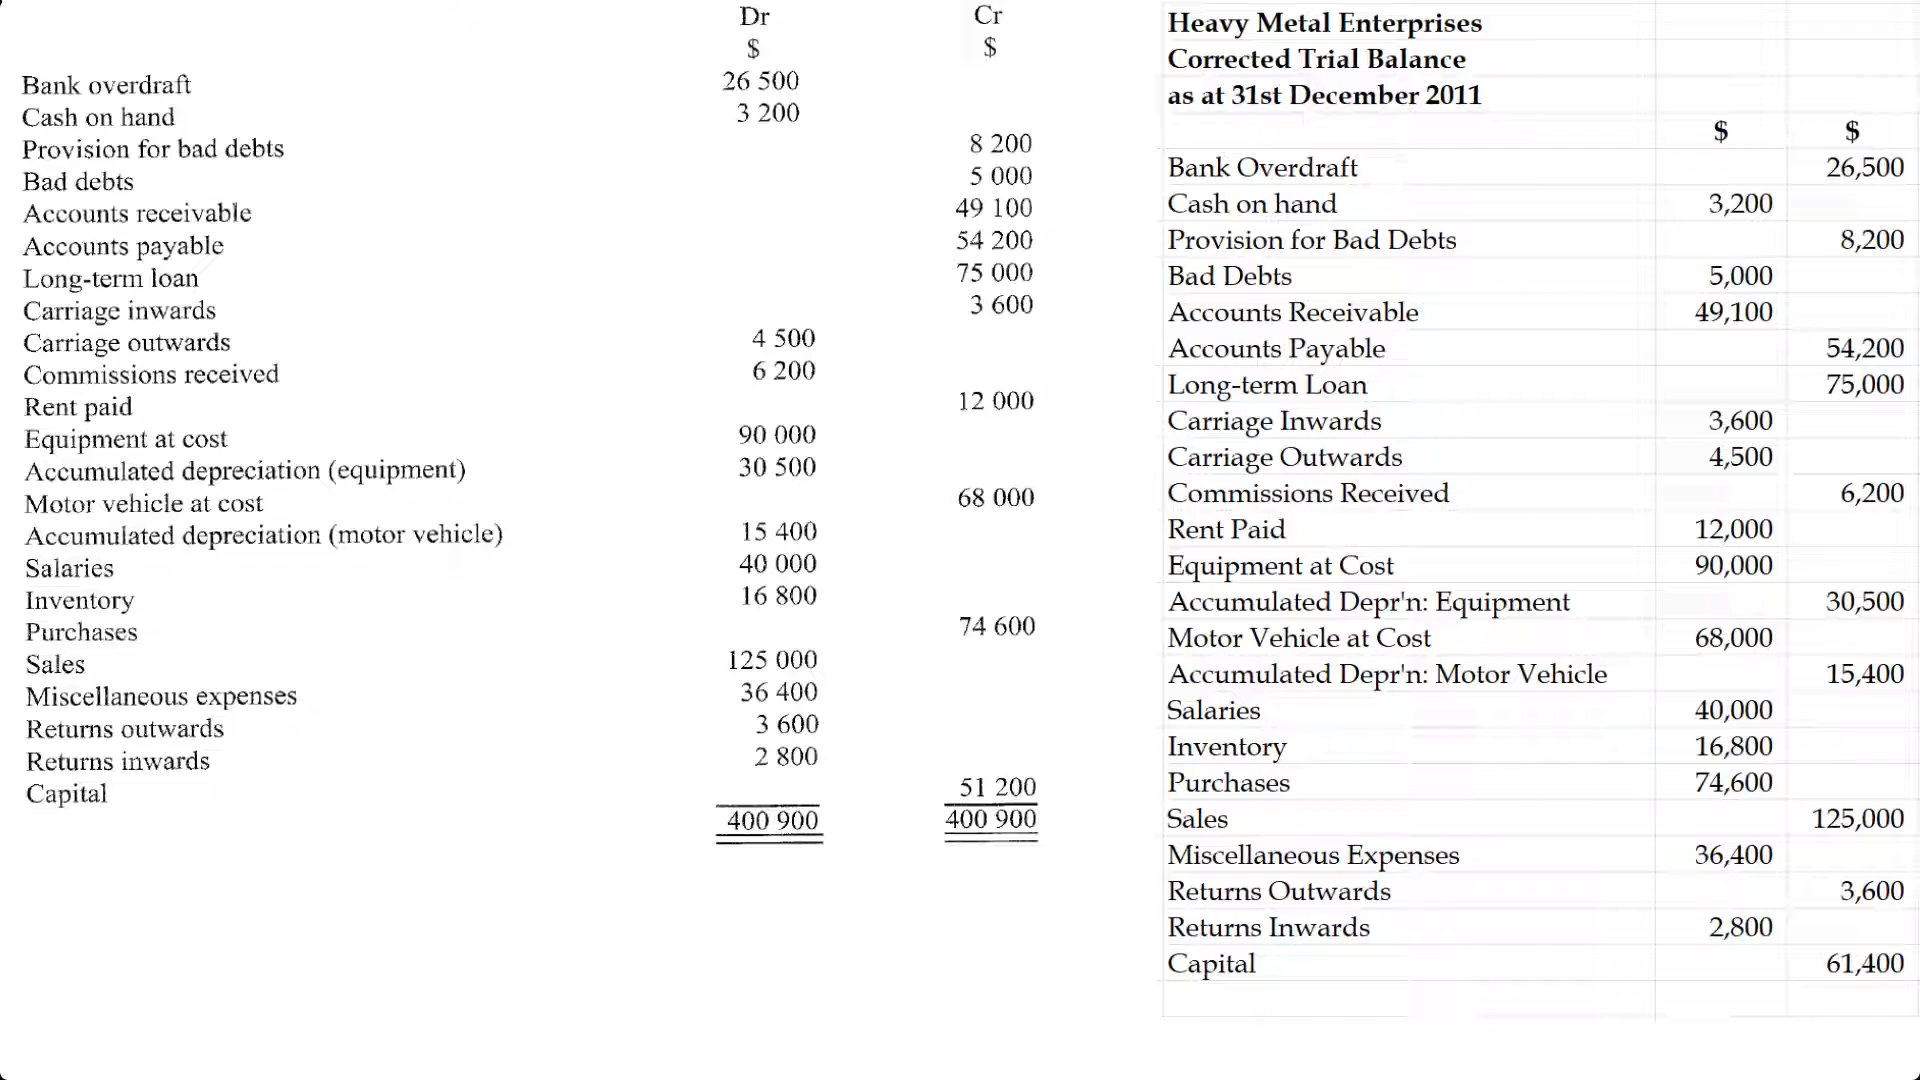 Dr Cr
$ $
Bank overdraft 26 500
Cash on hand 3 200
Provision for bad debts 8 200
Bad debts 5 000
Accounts receivable 49 100
Accounts payable 54 200
Long-term loan 75 000
Carriage inwards 3 600
Carriage outwards 4 500
Commissions received 6 200
Rent paid 12 000
Equipment at cost 90 000
Accumulated depreciation (equipment) 30 500
Motor vehicle at cost 68 000
Accumulated depreciation (motor vehicle) 15 400
Salaries 40 000
Inventory 16 800
Purchases 74 600
Sales 125 000
Miscellaneous expenses 36 400
Returns outwards 3 600
Returns inwards 2 800
Capital 51 200
400 900 400 900
Heavy Metal Enterprises
Corrected Trial Balance
as at 31st December 2011
$ $
Bank Overdraft 26,500
Cash on hand 3,200
Provision for Bad Debts 8,200
Bad Debts 5,000
Accounts Receivable 49,100
Accounts Payable 54,200
Long-term Loan 75,000
Carriage Inwards 3,600
Carriage Outwards 4,500
Commissions Received 6,200
Rent Paid 12,000
Equipment at Cost 90,000
Accumulated Depr'n: Equipment 30,500
Motor Vehicle at Cost 68,000
Accumulated Depr'n: Motor Vehicle 15,400
Salaries 40,000
Inventory 16,800
Purchases 74,600
Sales 125,000
Miscellaneous Expenses 36,400
Returns Outwards 3,600
Returns Inwards 2,800
Capital 61,400